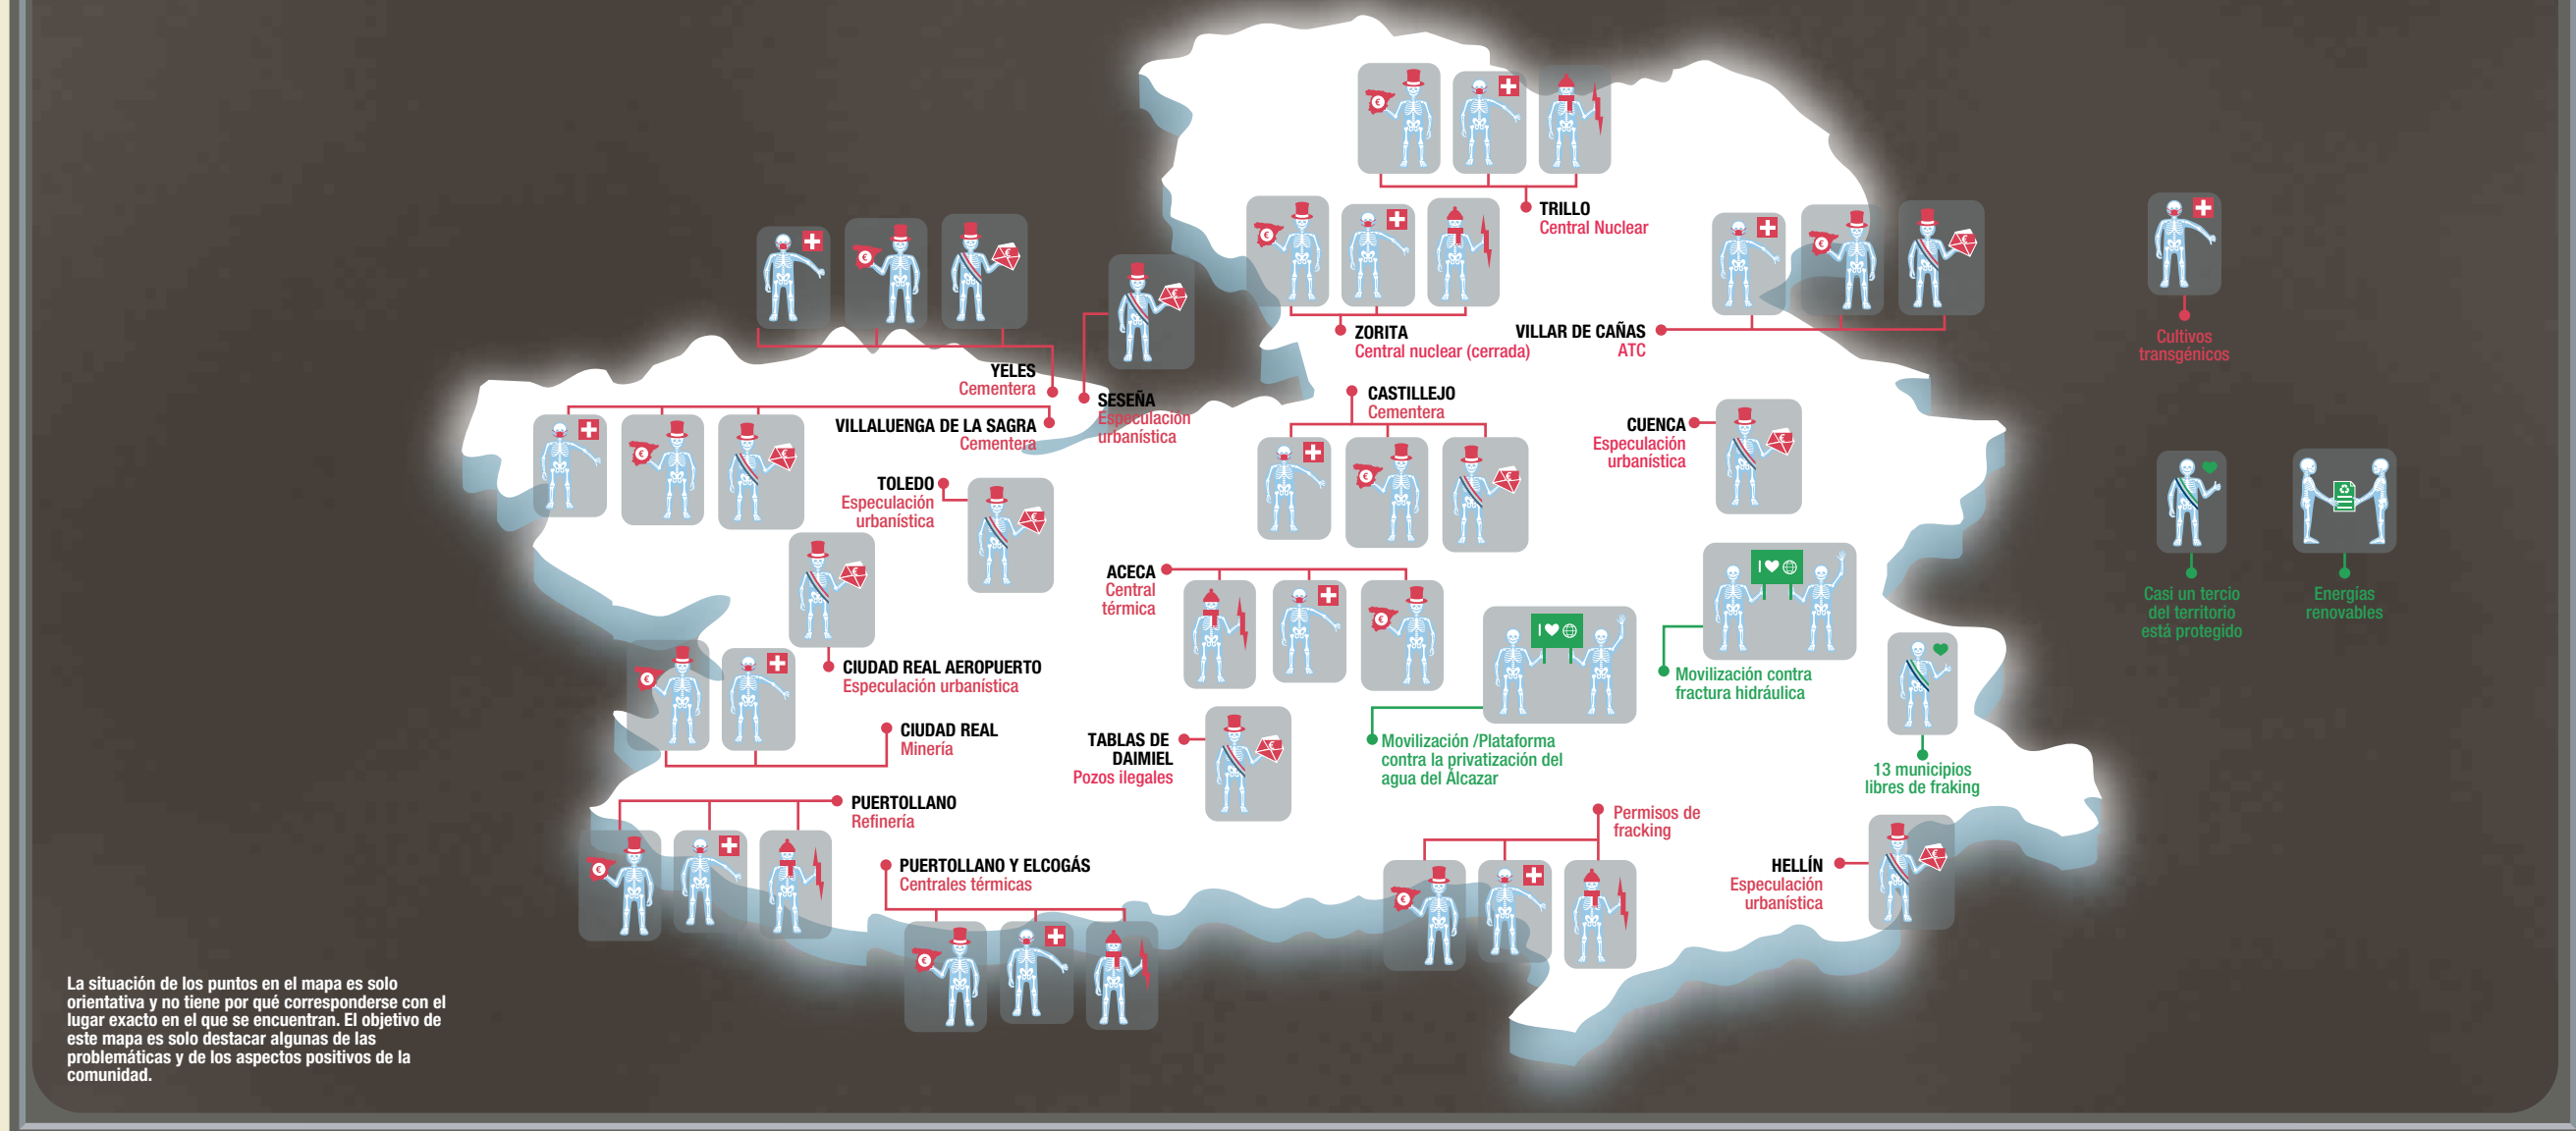 TRILLO
Central Nuclear
ZORITA
Central nuclear (cerrada)
VILLAR DE CAÑAS
ATC
Cultivos
transgénicos
YELES
Cementera
SESEÑA
Especulación
urbanística
VILLALUENGA DE LA SAGRA
Cementera
CASTILLEJO
Cementera
CUENCA
Especulación
urbanística
TOLEDO
Especulación
urbanística
ACECA
Central
térmica
I
I
Casi un tercio
del territorio
está protegido
Energías
renovables
CIUDAD REAL AEROPUERTO
Especulación urbanística
Movilización contra
fractura hidráulica
CIUDAD REAL
Minería
TABLAS DE
DAIMIEL
Pozos ilegales
Movilización /Plataforma
contra la privatización del
agua del Álcazar
13 municipios
libres de fraking
PUERTOLLANO
Refinería
Permisos de
fracking
PUERTOLLANO Y ELCOGÁS
Centrales térmicas
HELLÍN
Especulación
urbanística
La situación de los puntos en el mapa es solo
orientativa y no tiene por qué corresponderse con el
lugar exacto en el que se encuentran. El objetivo de
este mapa es solo destacar algunas de las
problemáticas y de los aspectos positivos de la
comunidad.